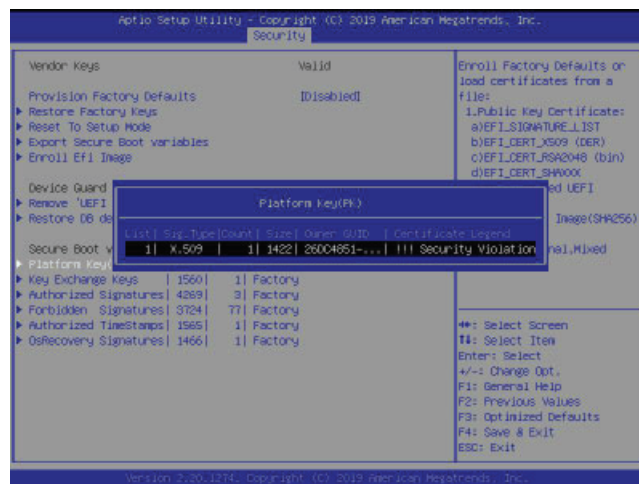 Aptio Setup Utility - Copyright (C) 2019 American Megatrends, Inc.
Security
Vendor Keys Valid
Provision Factory Defaults [Disabled]
Restore Factory Keys
Reset To Setup Mode
Export Secure Boot variables
Enroll Efi Image
Device Guard
Remove 'UEFI
Restore DB de
Secure Boot v
Platform Key(
Key Exchange Keys | 1560| 1| Factory
Authorized Signatures| 4269| 3| Factory
Forbidden Signatures| 3724| 77| Factory
Authorized TimeStamps| 1565| 1| Factory
OsRecovery Signatures| 1466| 1| Factory
Platform Key(PK)
List| Sig.Type|Count| Size| Owner GUID | Certificate Legend
1| X.509 | 1| 1422| 26DC4851-...| !!! Security Violation
Enroll Factory Defaults or
load certificates from a
file:
1.Public Key Certificate:
a)EFI_SIGNATURE_LIST
b)EFI_CERT_X509 (DER)
c)EFI_CERT_RSA2048 (bin)
d)EFI_CERT_SHAXXX
ed UEFI
Image(SHA256)
nal,Mixed
↔: Select Screen
↑↓: Select Item
Enter: Select
+/-: Change Opt.
F1: General Help
F2: Previous Values
F3: Optimized Defaults
F4: Save & Exit
ESC: Exit
Version 2.20.1274. Copyright (C) 2019 American Megatrends, Inc.